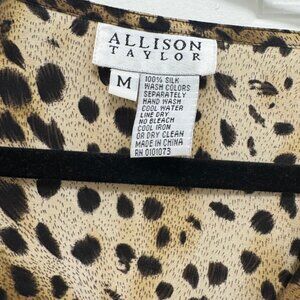 ALLISON
TAYLOR
M
100% SILK
WASH COLORS
SEPARATELY
HAND WASH
COOL WATER
LINE DRY
NO BLEACH
COOL IRON
OR DRY CLEAN
MADE IN CHINA
RN 0101073